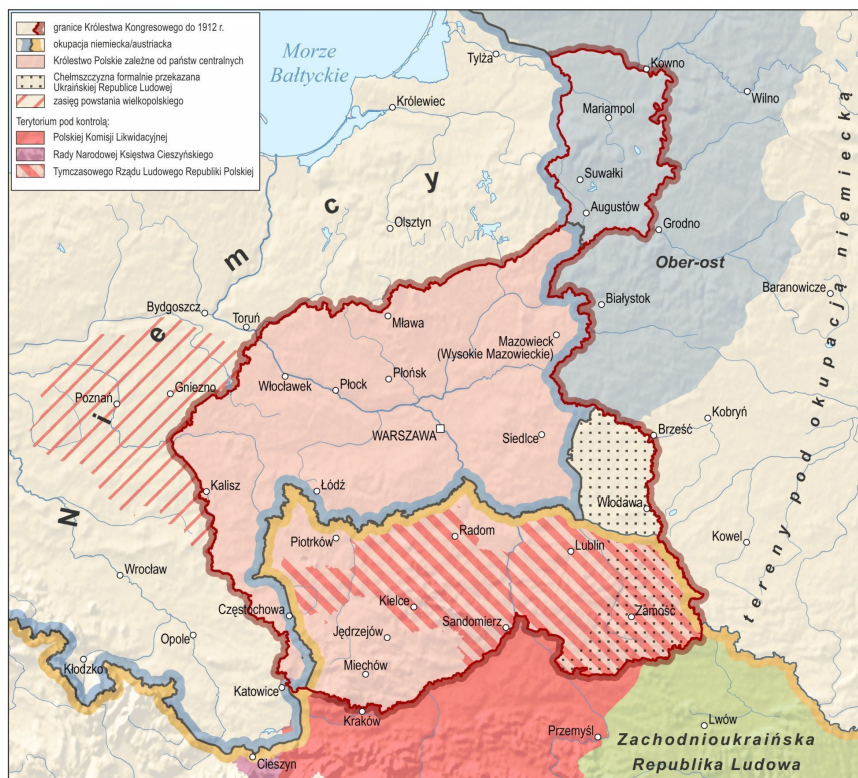 granice Królestwa Kongresowego do 1912 r.
okupacja niemiecka/austriacka
Królestwo Polskie zależne od państw centralnych
Chełmszczyzna formalnie przekazana
Ukraińskiej Republice Ludowej
zasięg powstania wielkopolskiego
Terytorium pod kontrolą:
Polskiej Komisji Likwidacyjnej
Rady Narodowej Księstwa Cieszyńskiego
Tymczasowego Rządu Ludowego Republiki Polskiej
Morze
Bałtyckie
Tylża
Kowno
Królewiec
Wilno
Mariampol
Suwałki
Augustów
Olsztyn
Grodno
Ober-ost
Baranowicze
Białystok
Bydgoszcz
Toruń
Mława
Mazowieck
(Wysokie Mazowieckie)
Niemcy
Poznań
Gniezno
Włocławek
Płock
Płońsk
WARSZAWA
Siedlce
Brześć
Kobryń
Kalisz
Łódź
Włodawa
tereny pod okupacją niemiecką
Piotrków
Radom
Lublin
Kowel
Wrocław
Częstochowa
Kielce
Sandomierz
Zamość
Opole
Jędrzejów
Kłodzko
Miechów
Katowice
Kraków
Przemyśl
Lwów
Cieszyn
Zachodnioukraińska
Republika Ludowa